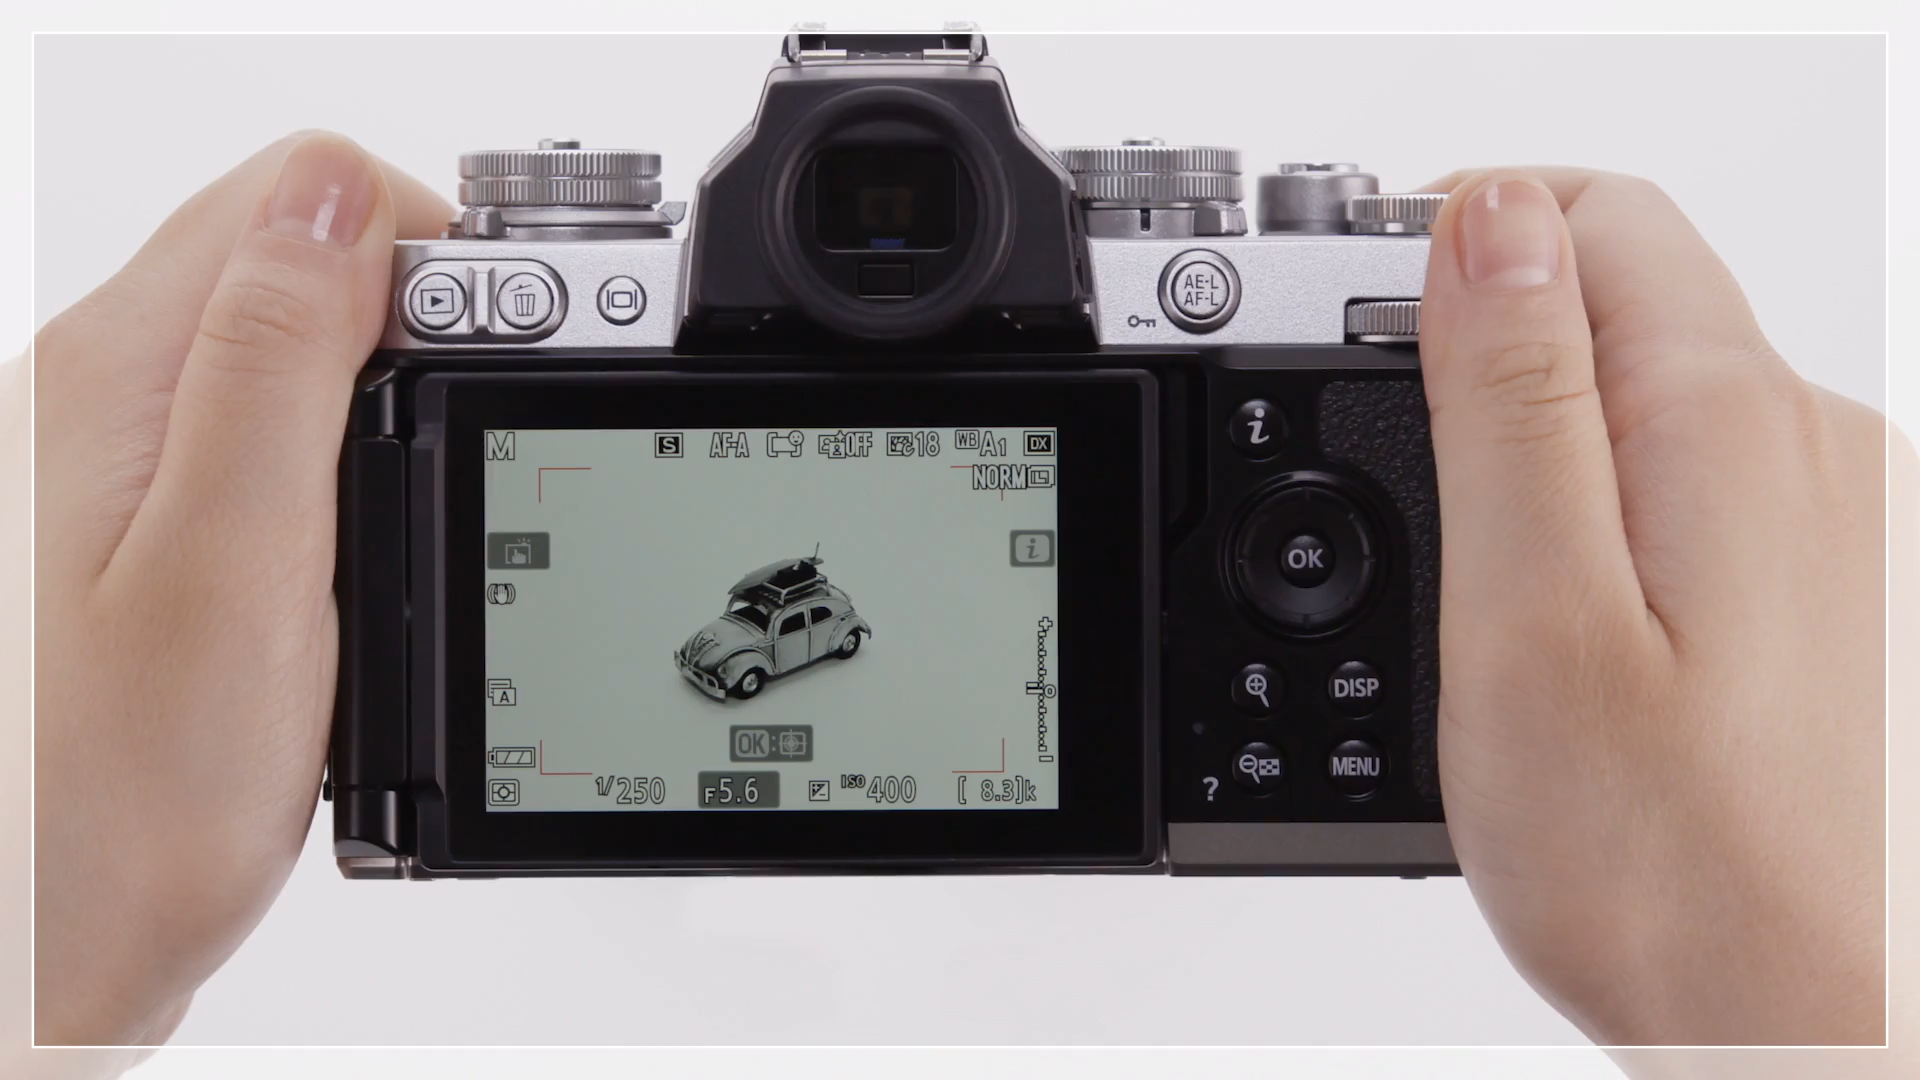 AE-L
AF-L
i
M S AF-A OFF 18 WB A1 DX
NORM L
i
OK
A
OK:
DISP
MENU
?
1/250 F5.6 ISO 400 [ 8.3]k